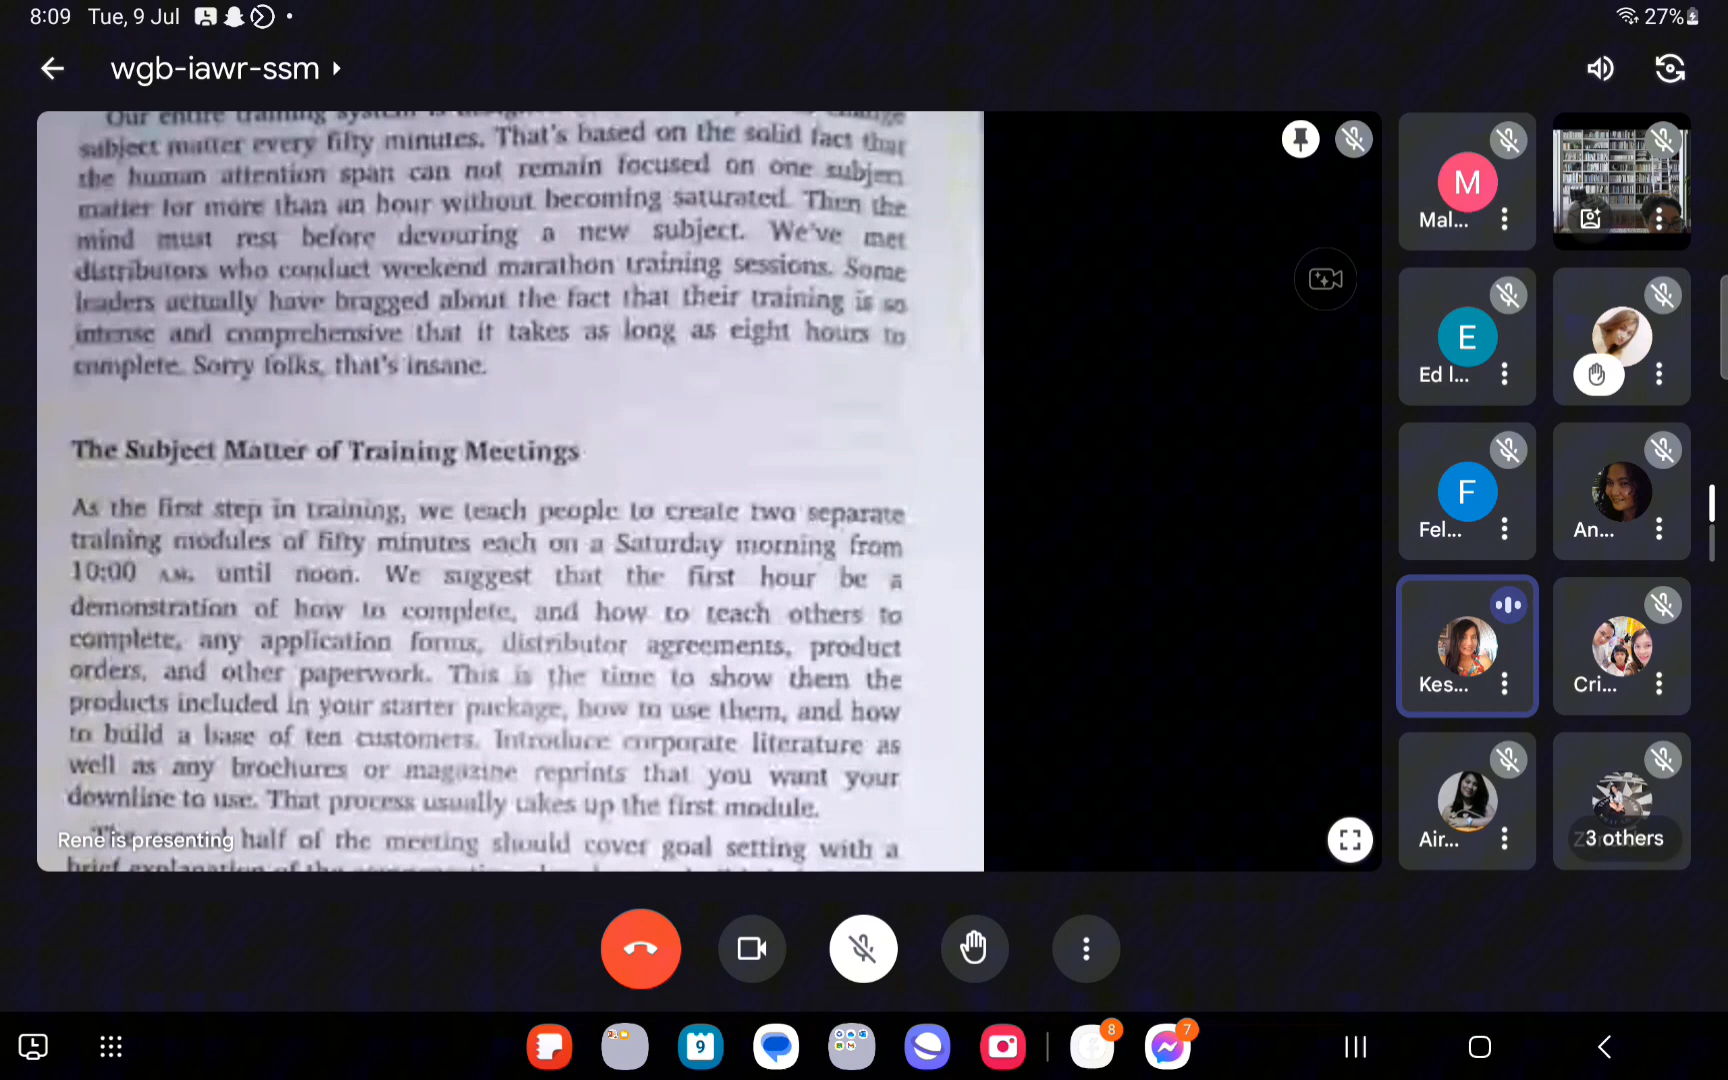 8:09 Tue, 9 Jul
27%
wgb-iawr-ssm
Our entire training system is change
subject matter every fifty minutes. That's based on the solid fact that
the human attention span can not remain focused on one subject
matter for more than an hour without becoming saturated. Then the
mind must rest before devouring a new subject. We've met
distributors who conduct weekend marathon training sessions. Some
leaders actually have bragged about the fact that their training is so
intense and comprehensive that it takes as long as eight hours to
complete. Sorry folks, that's insane.
The Subject Matter of Training Meetings
As the first step in training, we teach people to create two separate
training modules of fifty minutes each on a Saturday morning from
10:00 A.M. until noon. We suggest that the first hour be a
demonstration of how to complete, and how to teach others to
complete, any application forms, distributor agreements, product
orders, and other paperwork. This is the time to show them the
products included in your starter package, how to use them, and how
to build a base of ten customers. Introduce corporate literature as
well as any brochures or magazine reprints that you want your
downline to use. That process usually takes up the first module.
half of the meeting should cover goal setting with a
brief explanation of the
Rene is presenting
M
Mal...
E
Ed l...
F
Fel...
An...
Kes...
Cri...
Air...
3 others
9
8
7